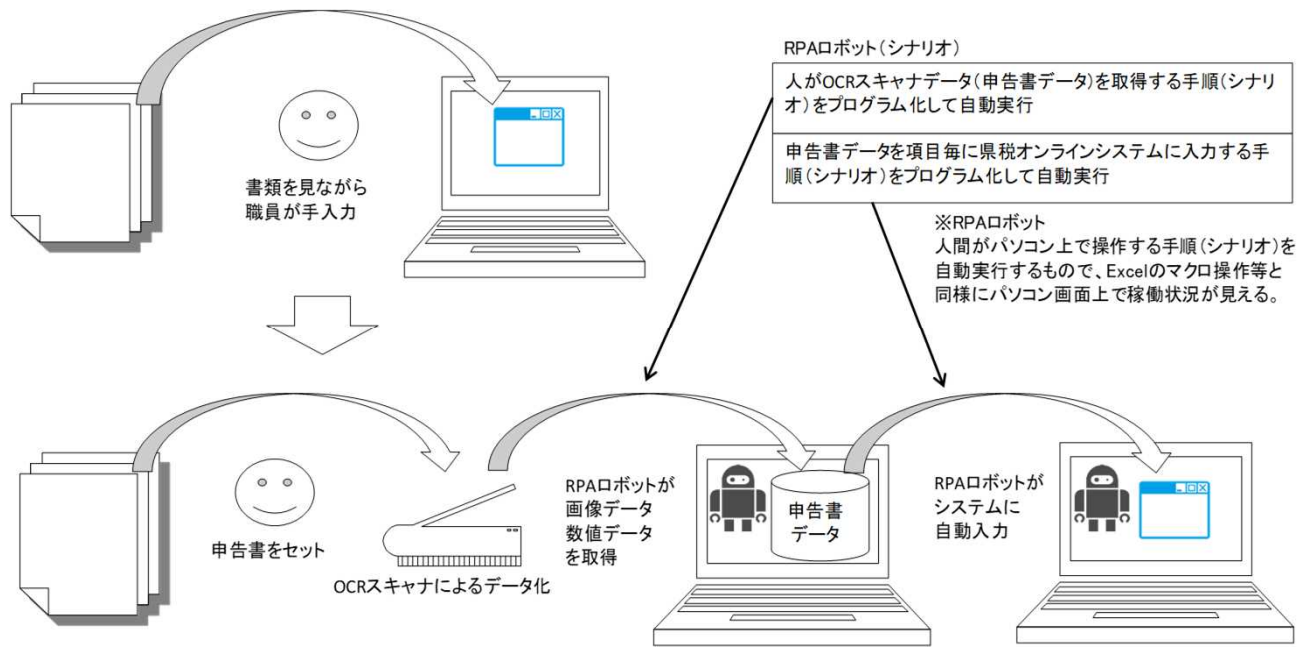 書類を見ながら
職員が手入力
RPAロボット(シナリオ)
人がOCRスキャナデータ(申告書データ)を取得する手順(シナリ
オ)をプログラム化して自動実行
申告書データを項目毎に県税オンラインシステムに入力する手
順(シナリオ)をプログラム化して自動実行
※RPAロボット
人間がパソコン上で操作する手順(シナリオ)を
自動実行するもので、Excelのマクロ操作等と
同様にパソコン画面上で稼働状況が見える。
申告書をセット
OCRスキャナによるデータ化
RPAロボットが
画像データ
数値データ
を取得
申告書
データ
RPAロボットが
システムに
自動入力